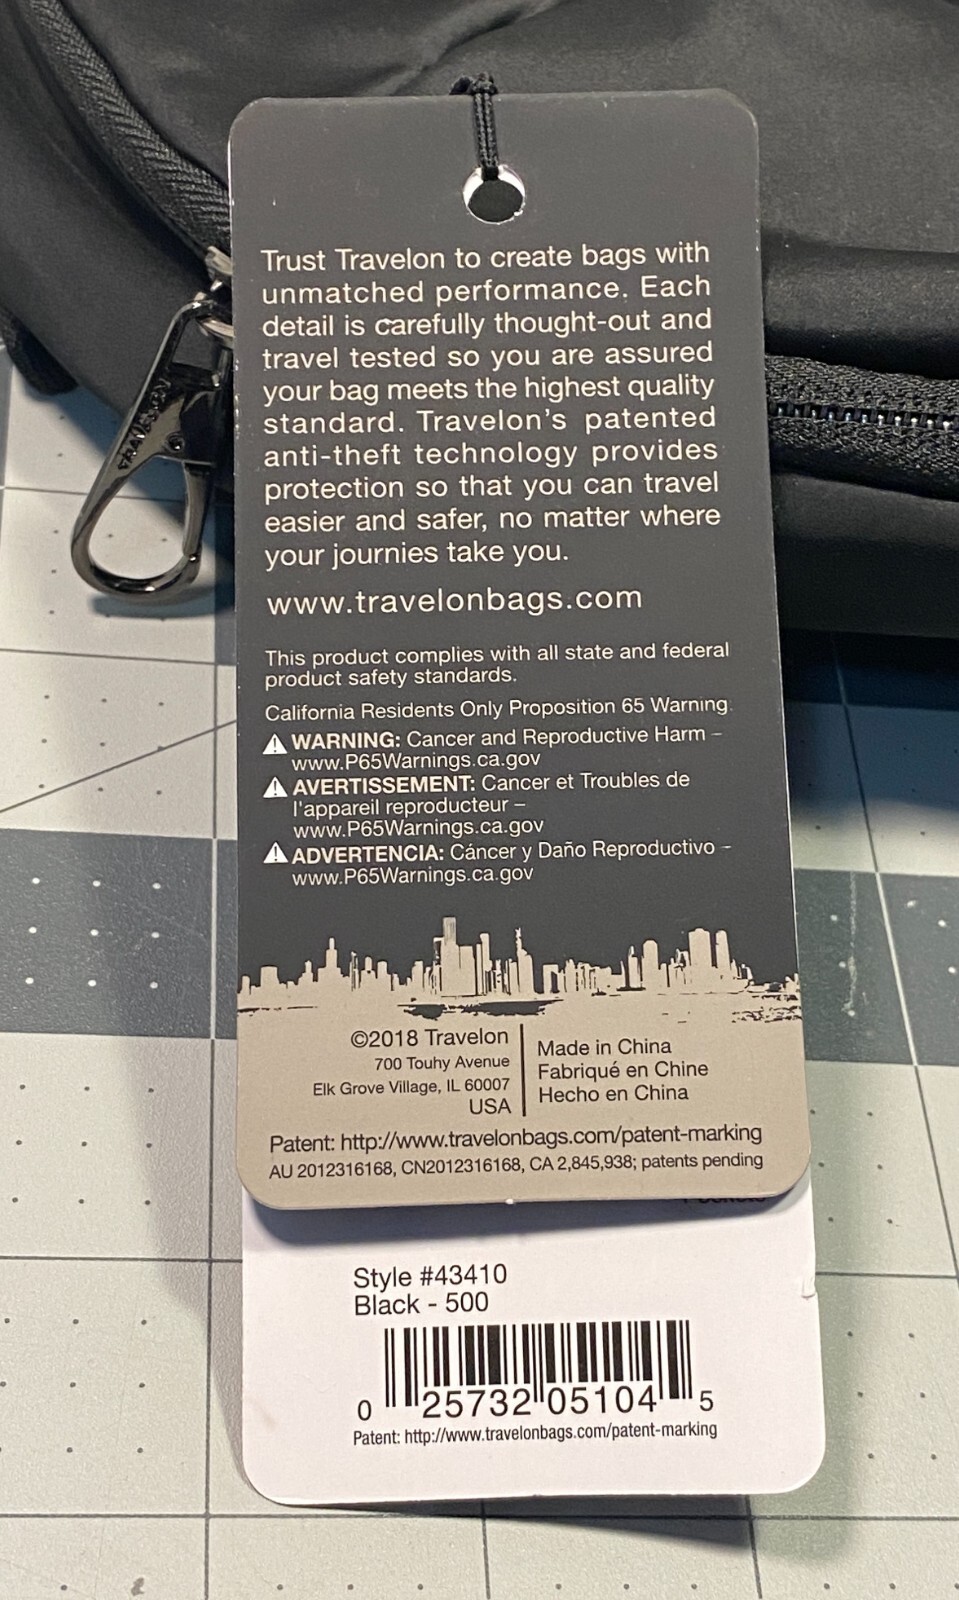 Trust Travelon to create bags with
unmatched performance. Each
detail is carefully thought-out and
travel tested so you are assured
your bag meets the highest quality
standard. Travelon's patented
anti-theft technology provides
protection so that you can travel
easier and safer, no matter where
your journies take you.
www.travelonbags.com
This product complies with all state and federal
product safety standards.
California Residents Only Proposition 65 Warning:
⚠ WARNING: Cancer and Reproductive Harm –
www.P65Warnings.ca.gov
⚠ AVERTISSEMENT: Cancer et Troubles de
l'appareil reproducteur –
www.P65Warnings.ca.gov
⚠ ADVERTENCIA: Cáncer y Daño Reproductivo –
www.P65Warnings.ca.gov
©2018 Travelon
700 Touhy Avenue
Elk Grove Village, IL 60007
USA
Made in China
Fabriqué en Chine
Hecho en China
Patent: http://www.travelonbags.com/patent-marking
AU 2012316168, CN2012316168, CA 2,845,938; patents pending
Style #43410
Black - 500
0 25732 05104 5
Patent: http://www.travelonbags.com/patent-marking
TRAVELON